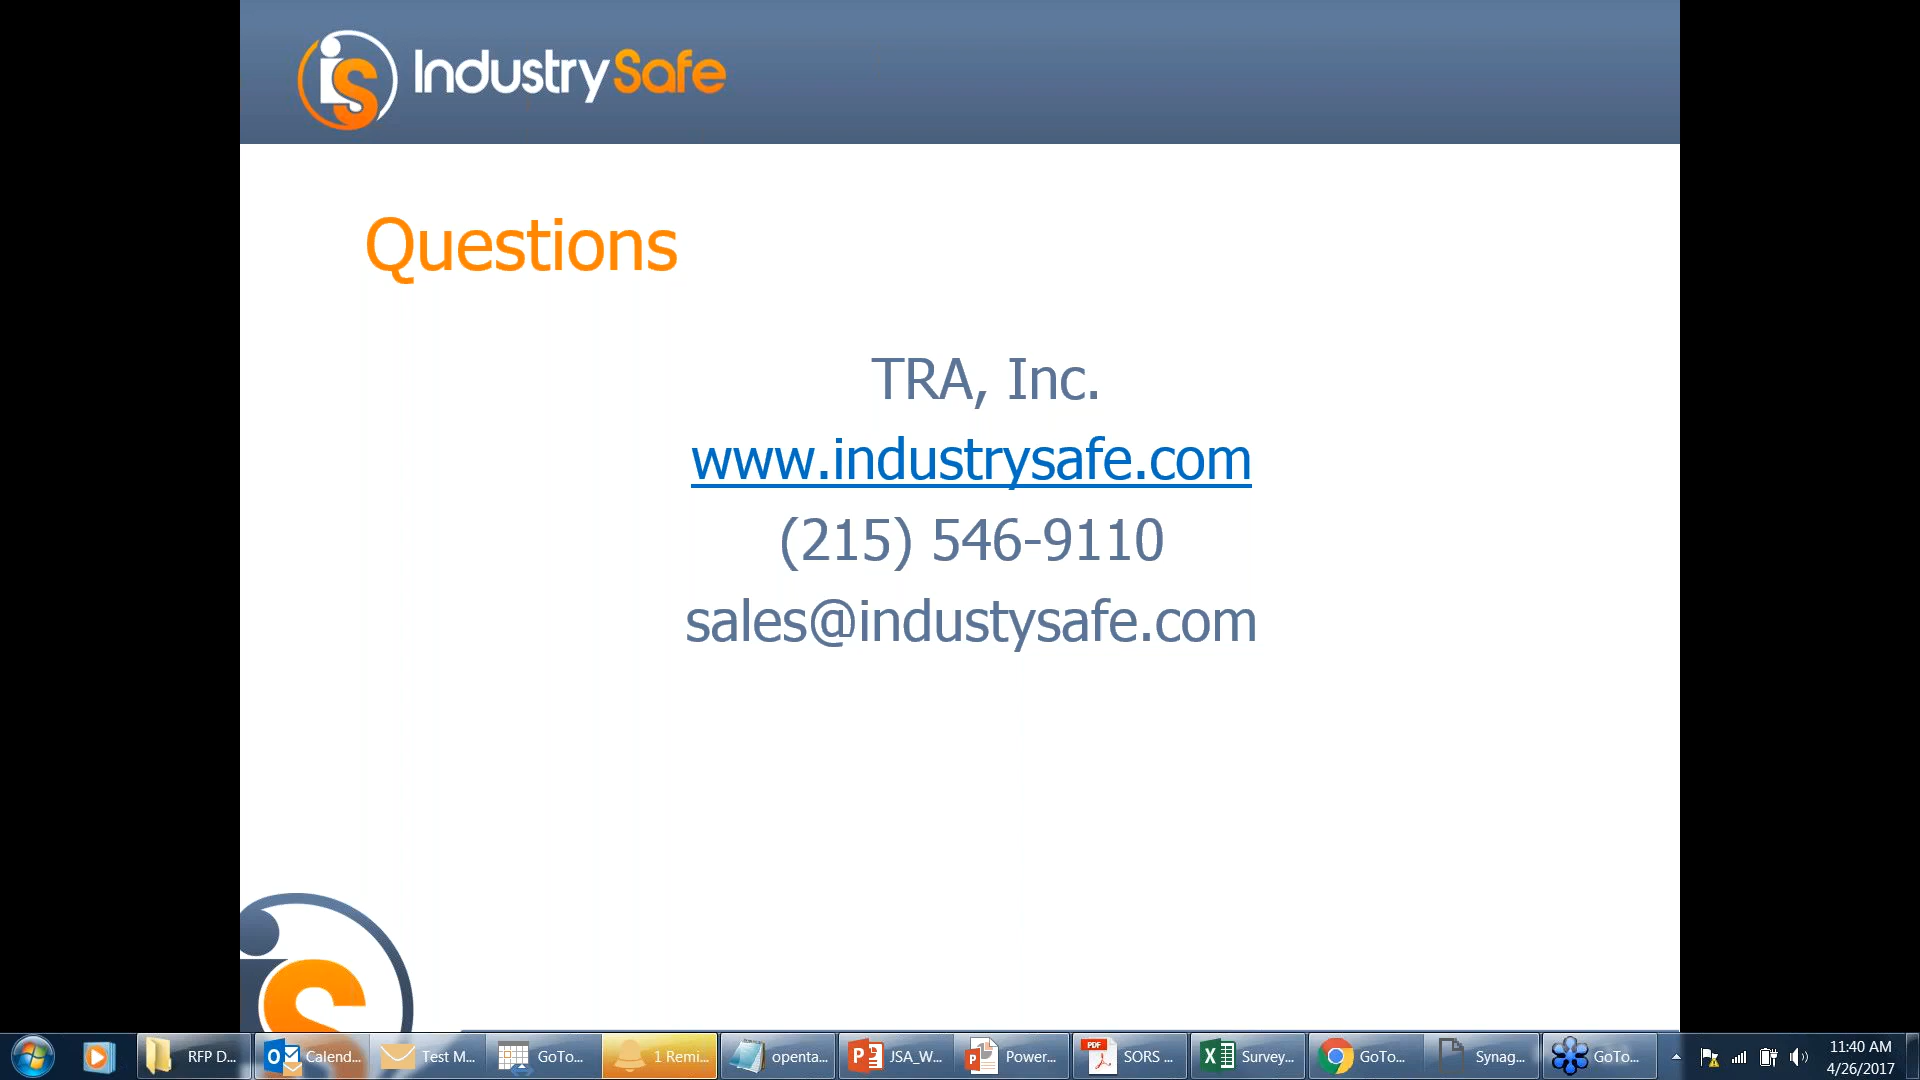 IndustrySafe
Questions
TRA, Inc.
www.industrysafe.com
(215) 546-9110
sales@industysafe.com
RFP D... Calend... Test M... GoTo... 1 Remi... openta... JSA_W... Power... SORS ... Survey... GoTo... Synag... GoTo... 11:40 AM
4/26/2017